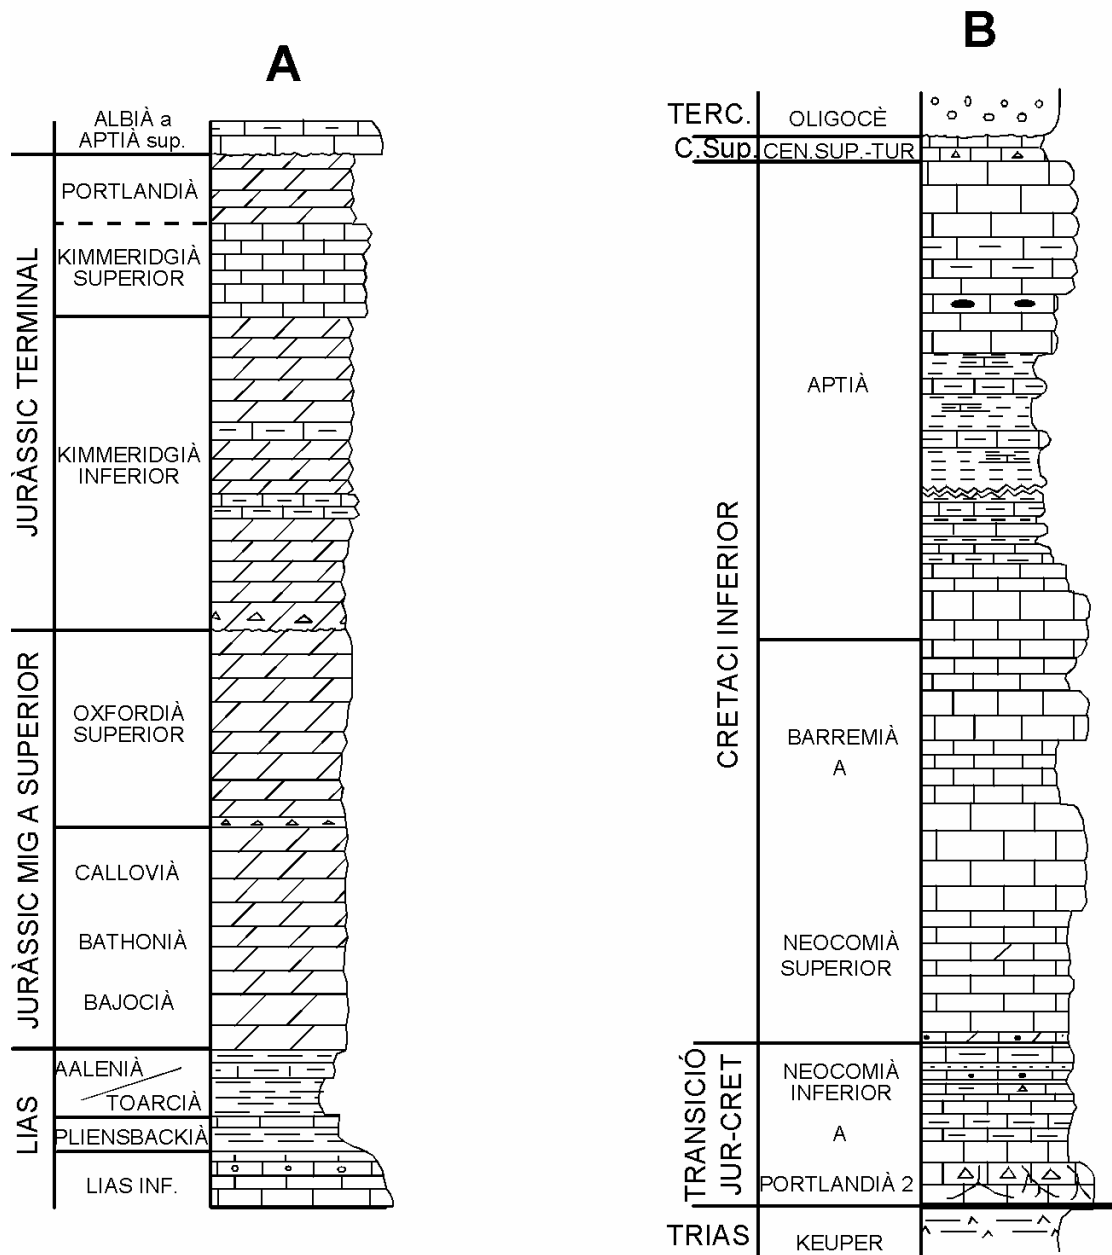 A
ALBIÀ a
APTIÀ sup.
PORTLANDIÀ
KIMMERIDGIÀ
SUPERIOR
KIMMERIDGIÀ
INFERIOR
JURÀSSIC TERMINAL
OXFORDIÀ
SUPERIOR
CALLOVIÀ
BATHONIÀ
BAJOCIÀ
JURÀSSIC MIG A SUPERIOR
AALENIÀ
TOARCIÀ
PLIENSBACKIÀ
LIAS INF.
LIAS
B
TERC.
OLIGOCÈ
C.Sup.
CEN.SUP.-TUR
APTIÀ
BARREMIÀ
A
NEOCOMIÀ
SUPERIOR
CRETACI INFERIOR
NEOCOMIÀ
INFERIOR
A
PORTLANDIÀ 2
TRANSICIÓ
JUR-CRET
TRIAS
KEUPER